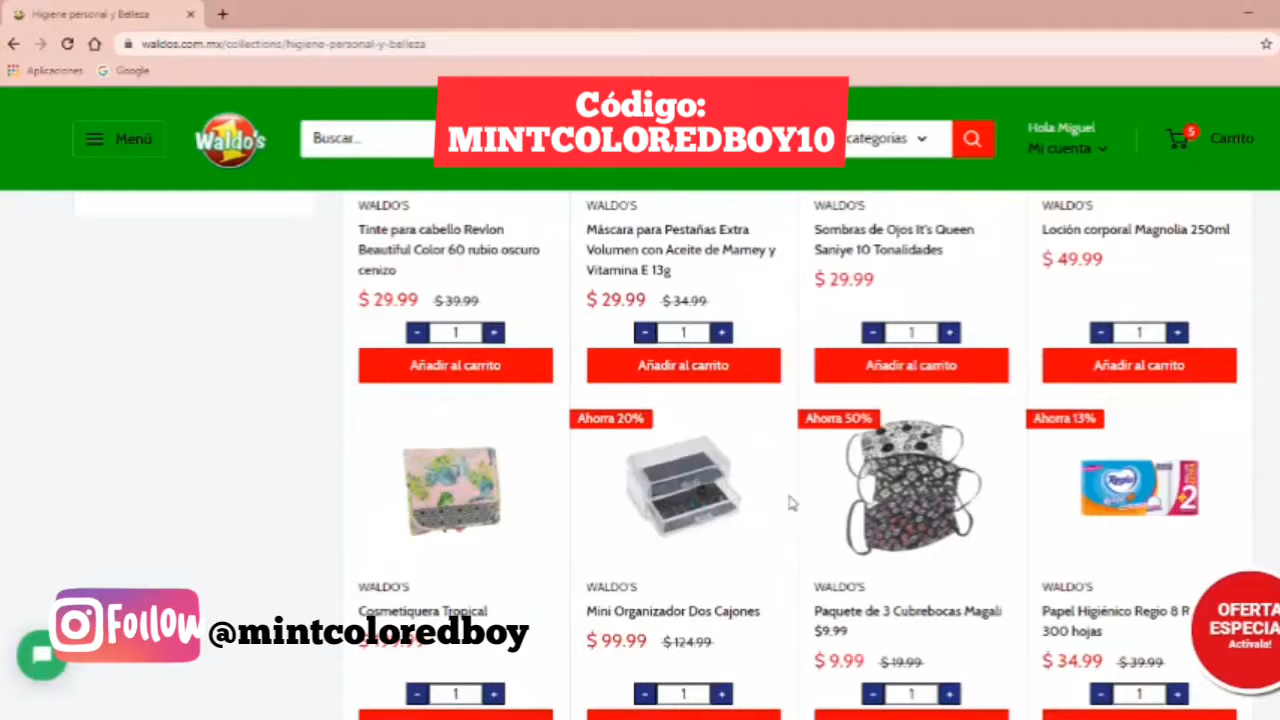 Higiene personal y Belleza
waldos.com.mx/collections/higiene-personal-y-belleza
Aplicaciones
Google
Código:
MINTCOLOREDBOY10
Menú
Waldo's
Buscar...
categorías
Hola Miguel
Mi cuenta
5
Carrito
WALDO'S
Tinte para cabello Revlon
Beautiful Color 60 rubio oscuro
cenizo
$ 29.99 $ 39.99
- 1 +
Añadir al carrito
WALDO'S
Máscara para Pestañas Extra
Volumen con Aceite de Mamey y
Vitamina E 13g
$ 29.99 $ 34.99
- 1 +
Añadir al carrito
WALDO'S
Sombras de Ojos It's Queen
Saniye 10 Tonalidades
$ 29.99
- 1 +
Añadir al carrito
WALDO'S
Loción corporal Magnolia 250ml
$ 49.99
- 1 +
Añadir al carrito
WALDO'S
Cosmetiquera Tropical
- 1 +
Ahorra 20%
WALDO'S
Mini Organizador Dos Cajones
$ 99.99 $ 124.99
- 1 +
Ahorra 50%
WALDO'S
Paquete de 3 Cubrebocas Magali
$9.99
$ 9.99 $ 19.99
- 1 +
Ahorra 13%
Regio
+2
WALDO'S
Papel Higiénico Regio 8 R
300 hojas
$ 34.99 $ 39.99
- 1 +
OFERTA
ESPECIA
Actívala!
Follow
@mintcoloredboy